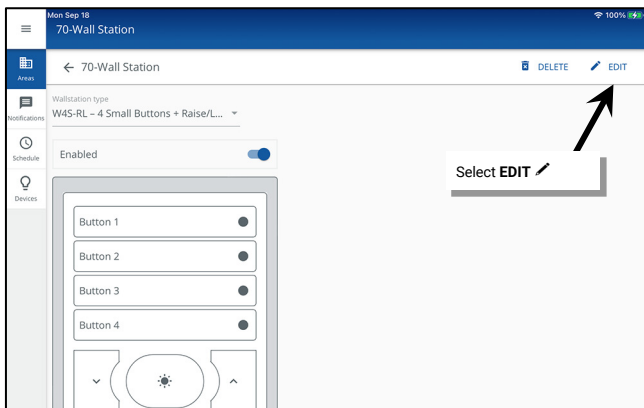 Mon Sep 18
100%
70-Wall Station
70-Wall Station
DELETE
EDIT
Areas
Notifications
Schedule
Devices
Wallstation type
W4S-RL – 4 Small Buttons + Raise/L...
Enabled
Select EDIT
Button 1
Button 2
Button 3
Button 4